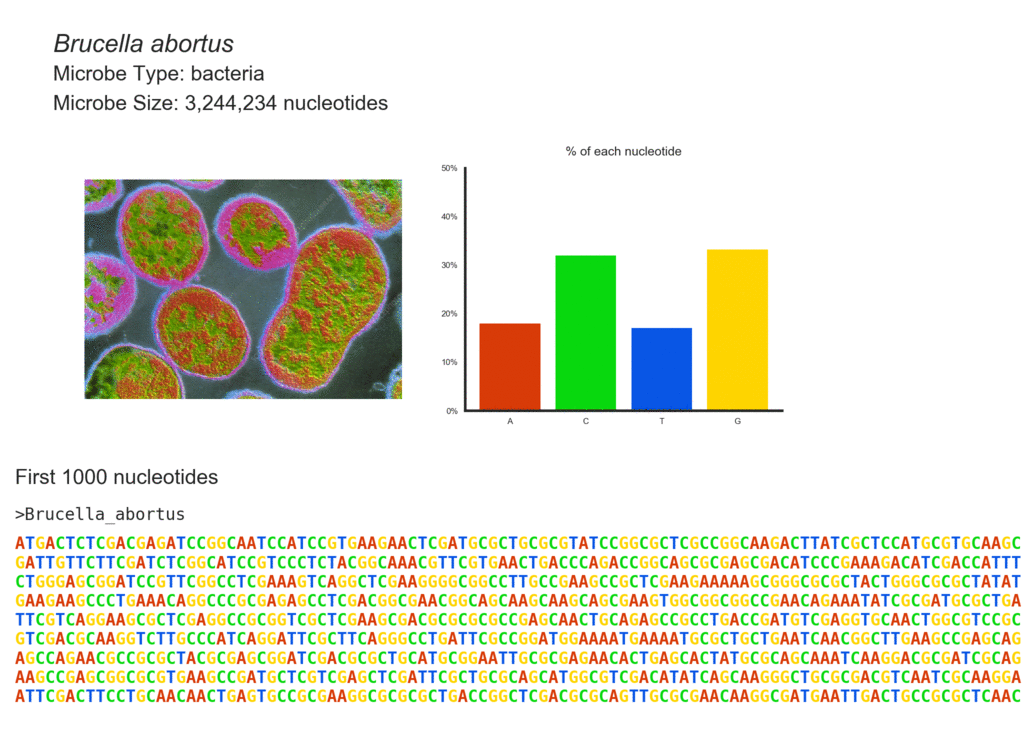 Brucella abortus
Microbe Type: bacteria
Microbe Size: 3,244,234 nucleotides
% of each nucleotide
50%
40%
30%
20%
10%
0%
A C T G
First 1000 nucleotides
>Brucella_abortus
ATGACTCTCGACGAGATCCGGCAATCCATCCGTGAAGAACTCGATGCGCTGCGCGTATCCGGCGCTCGCCGGCAAGACTTATCGCTCCATGCGTGCAAGC
GATTGTTCTTCGATCTCGGCATCCGTCCCTCTACGGCAAACGTTCGTGAACTGACCCAGACCGGCAGCGCGAGCGACATCCCGAAAGACATCGACCATTT
CTGGGAGCGGATCCGTTCGGCCTCGAAAGTCAGGCTCGAAGGGGCGGCCTTGCCGAAGCCGCTCGAAGAAAAAGCGGGCGCGCTACTGGGCGCGCTATAT
GAAGAAGCCCTGAAACAGGCCCGCGAGAGCCTCGACGGCGAACGGCAGCAAGCAAGCAGCGAAGTGGCGGCGGCCGAACAGAAATATCGCGATGCGCTGA
TTCGTCAGGAAGCGCTCGAGGCCGCGGTCGCTCGAAGCGACGCGCGCGCCGAGCAACTGCAGAGCCGCCTGACCGATGTCGAGGTGCAACTGGCGTCCGC
GTCGACGCAAGGTCTTGCCCATCAGGATTCGCTTCAGGGCCTGATTCGCCGGATGGAAAATGAAAATGCGCTGCTGAATCAACGGCTTGAAGCCGAGCAG
AGCCAGAACGCCGCGCTACGCGAGCGGATCGACGCGCTGCATGCGGAATTGCGCGAGAACACTGAGCACTATGCGCAGCAAATCAAGGACGCGATCGCAG
AAGCCGAGCGGCGCGTGAAGCCGATGCTCGTCGAGCTCGATTCGCTGCGCAGCATGGCGTCGACATATCAGCAAGGGCTGCGCGACGTCAATCGCAAGGA
ATTCGACTTCCTGCAACAACTGAGTGCCGCGAAGGCGCGCGCTGACCGGCTCGACGCGCAGTTGCGCGAACAAGGCGATGAATTGACTGCCGCGCTCAAC